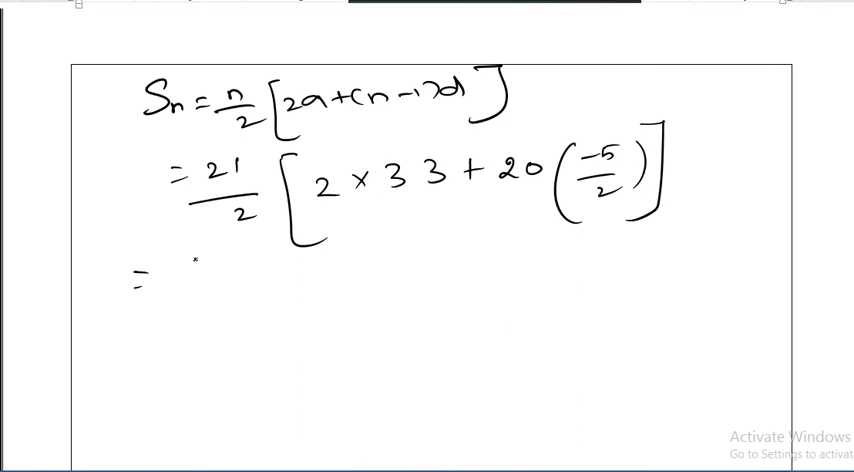 Sn = n/2 [2a+(n-1)d]
= 21/2 [2 × 33 + 20 (-5/2)]
=
Activate Windows
Go to Settings to activat